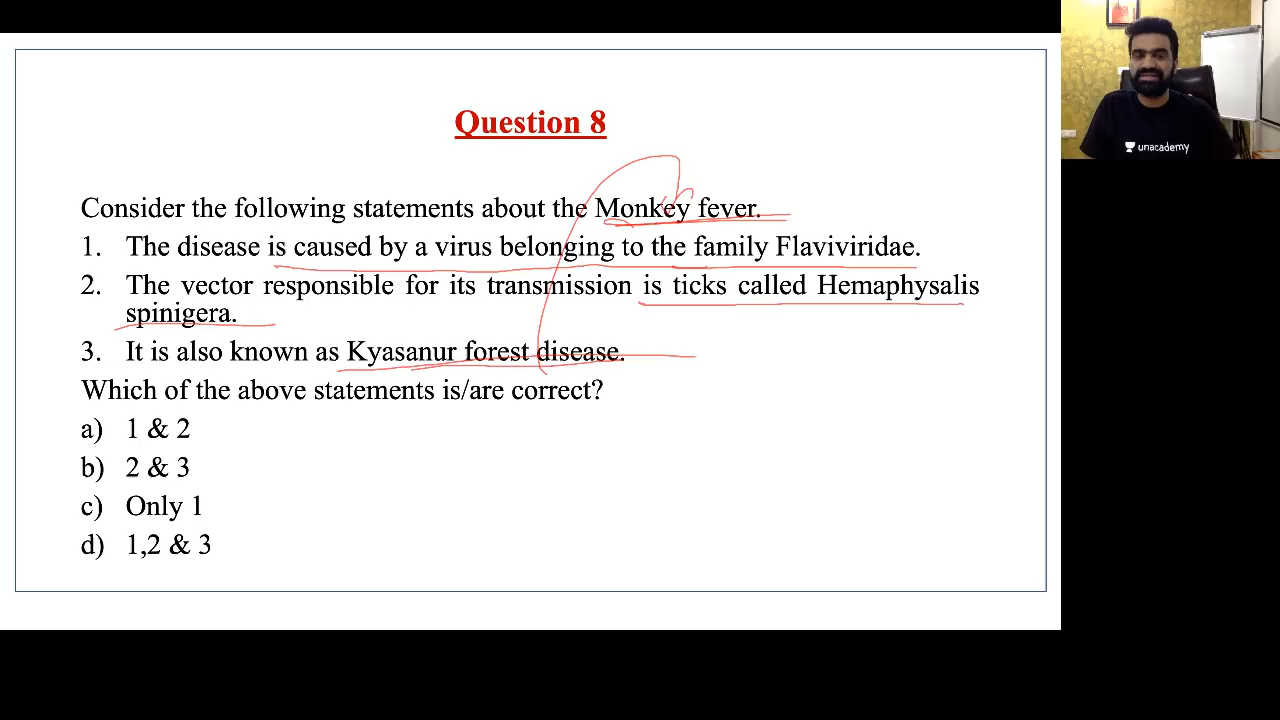 Question 8
Consider the following statements about the Monkey fever.
1. The disease is caused by a virus belonging to the family Flaviviridae.
2. The vector responsible for its transmission is ticks called Hemaphysalis
spinigera.
3. It is also known as Kyasanur forest disease.
Which of the above statements is/are correct?
a) 1 & 2
b) 2 & 3
c) Only 1
d) 1,2 & 3
unacademy